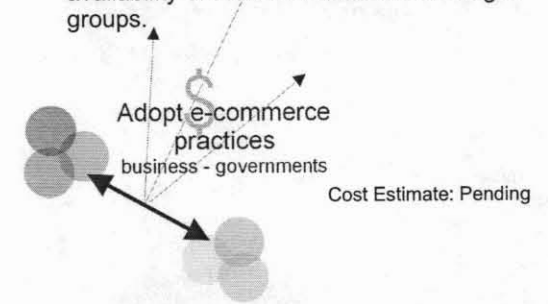 groups.
$
Adopt e-commerce
practices
business - governments
Cost Estimate: Pending